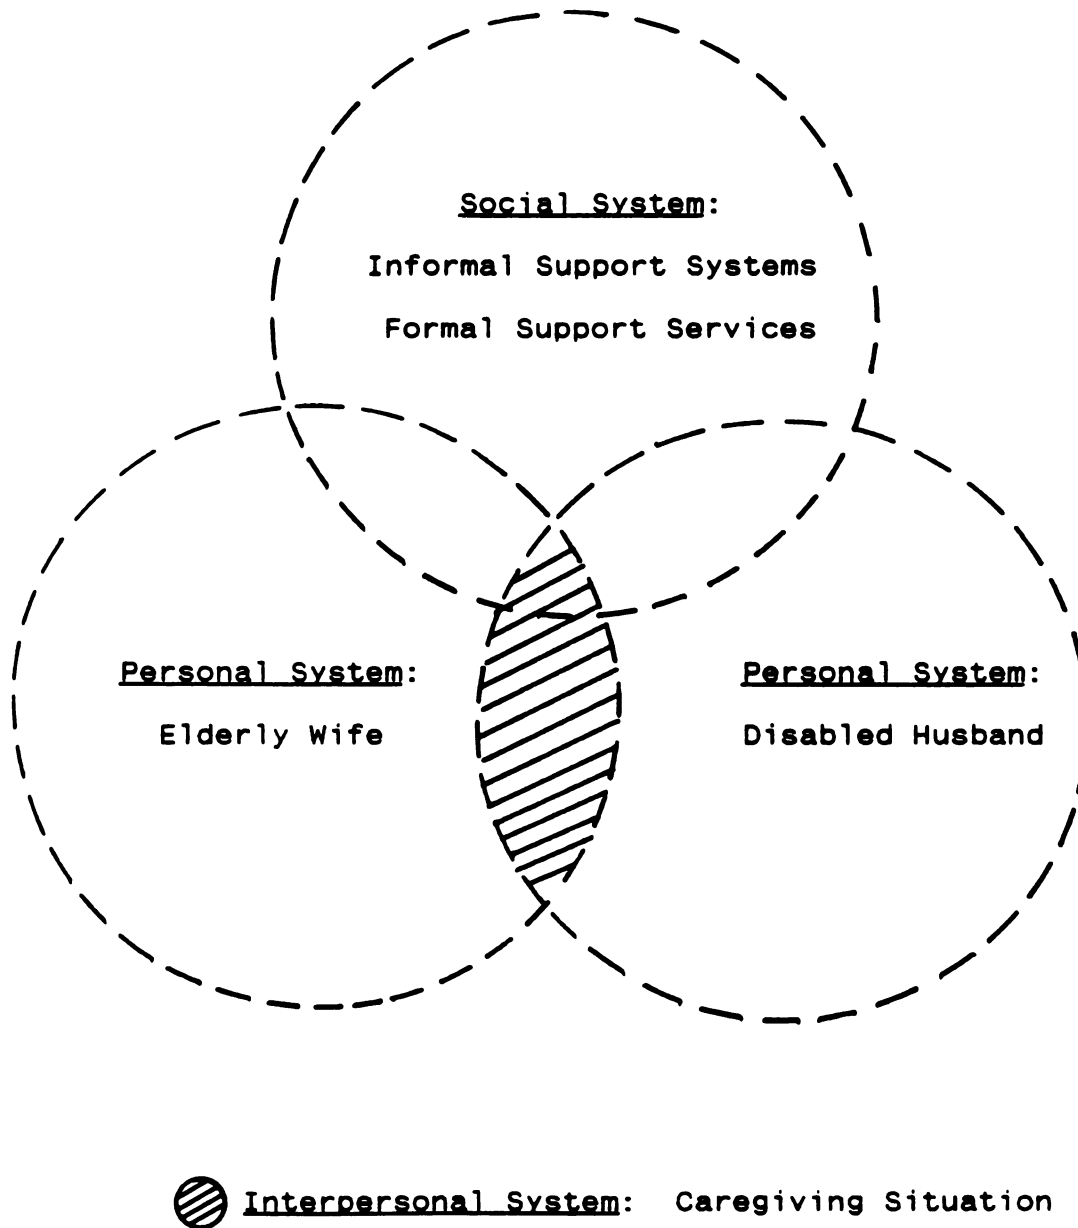 Social System:
Informal Support Systems
Formal Support Services
Personal System:
Elderly Wife
Personal System:
Disabled Husband
Interpersonal System: Caregiving Situation